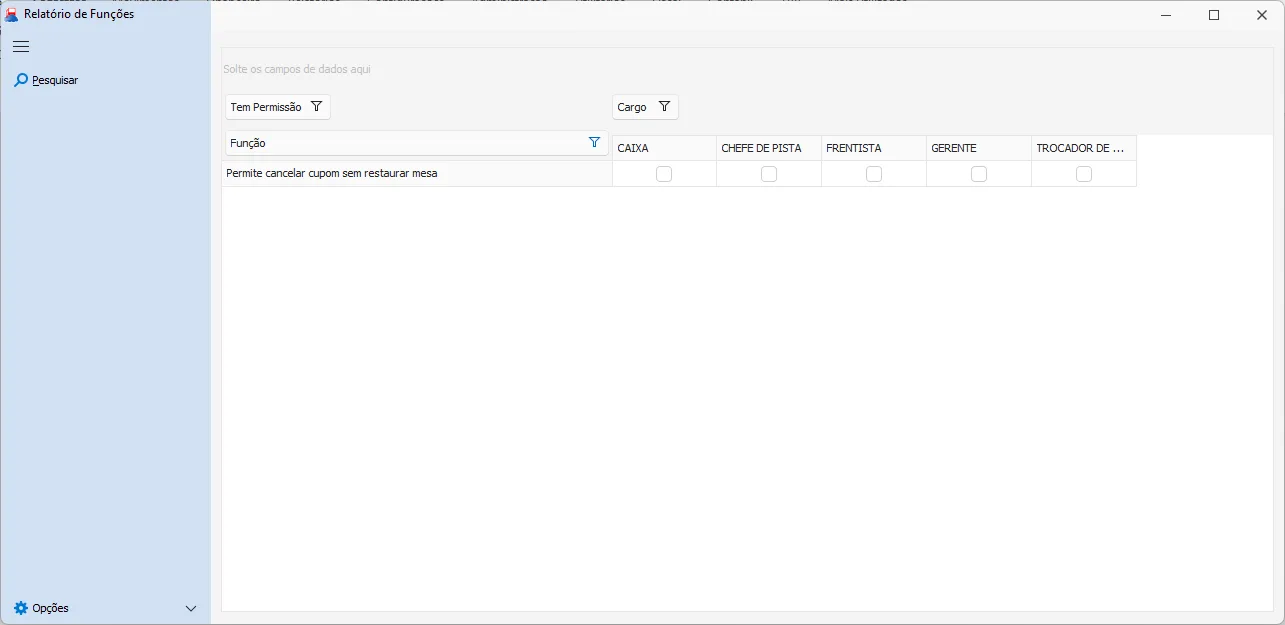 Relatório de Funções
Pesquisar
Solte os campos de dados aqui
Tem Permissão
Cargo
Função
CAIXA
CHEFE DE PISTA
FRENTISTA
GERENTE
TROCADOR DE ...
Permite cancelar cupom sem restaurar mesa
Opções